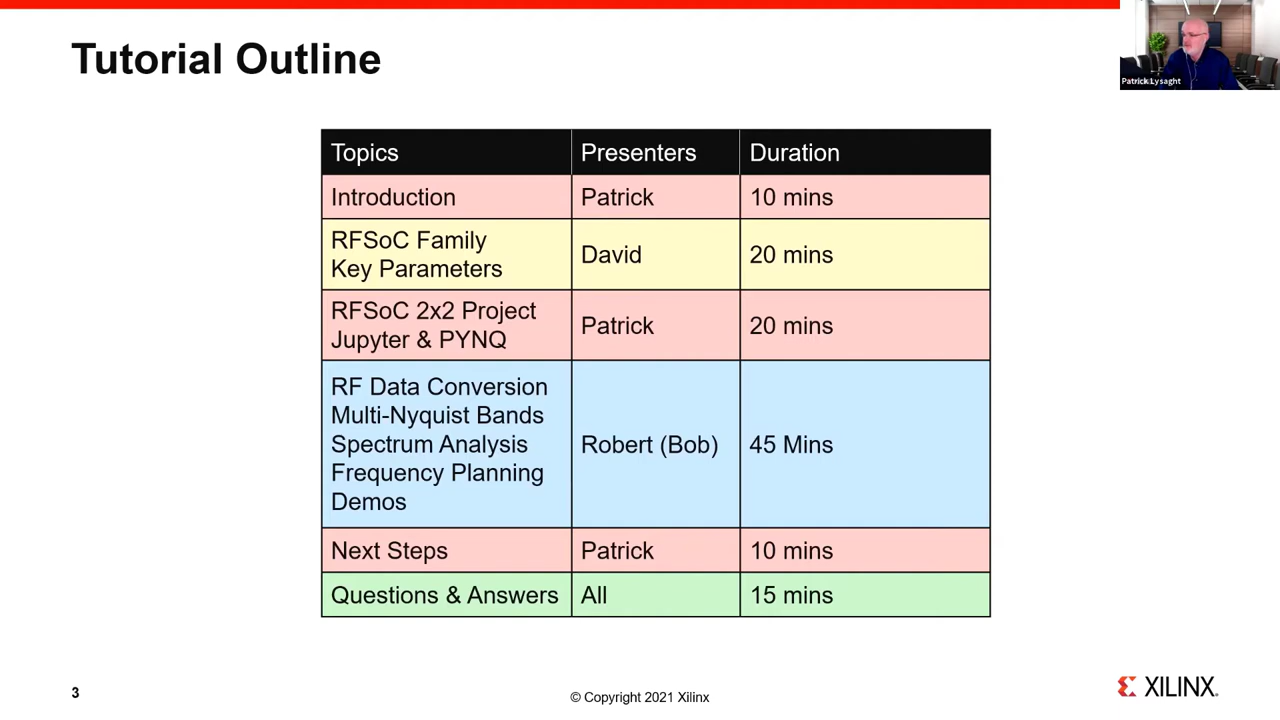 Tutorial Outline
Patrick Lysaght
Topics Presenters Duration
Introduction Patrick 10 mins
RFSoC Family
Key Parameters
David 20 mins
RFSoC 2x2 Project
Jupyter & PYNQ
Patrick 20 mins
RF Data Conversion
Multi-Nyquist Bands
Spectrum Analysis
Frequency Planning
Demos
Robert (Bob) 45 Mins
Next Steps Patrick 10 mins
Questions & Answers All 15 mins
3
© Copyright 2021 Xilinx
XILINX